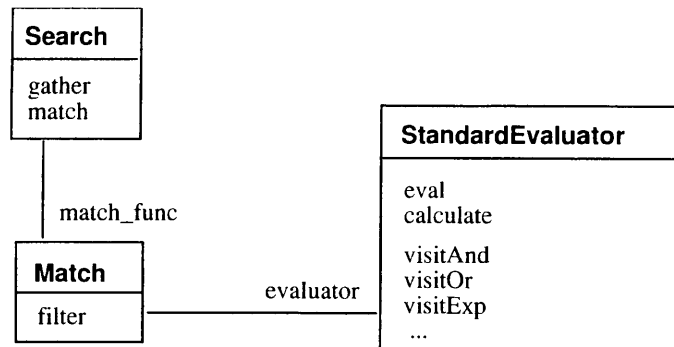 Search
gather
match
match_func
StandardEvaluator
eval
calculate
visitAnd
visitOr
visitExp
...
Match
filter
evaluator